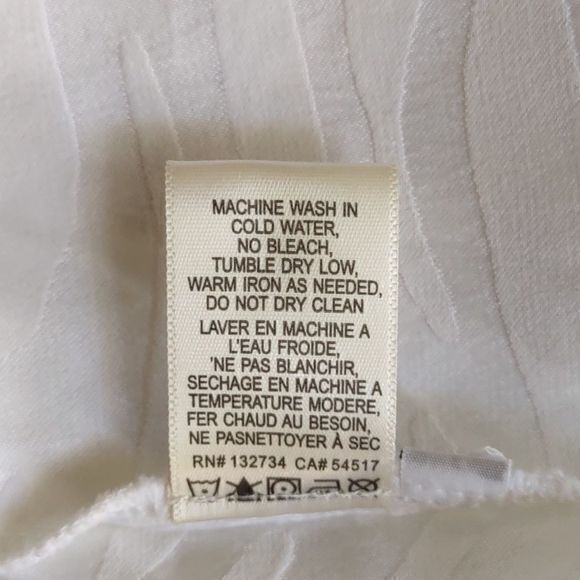 MACHINE WASH IN
COLD WATER,
NO BLEACH,
TUMBLE DRY LOW,
WARM IRON AS NEEDED,
DO NOT DRY CLEAN
LAVER EN MACHINE A
L'EAU FROIDE,
'NE PAS BLANCHIR,
SECHAGE EN MACHINE A
TEMPERATURE MODERE,
FER CHAUD AU BESOIN,
NE PASNETTOYER À SEC
RN# 132734 CA# 54517